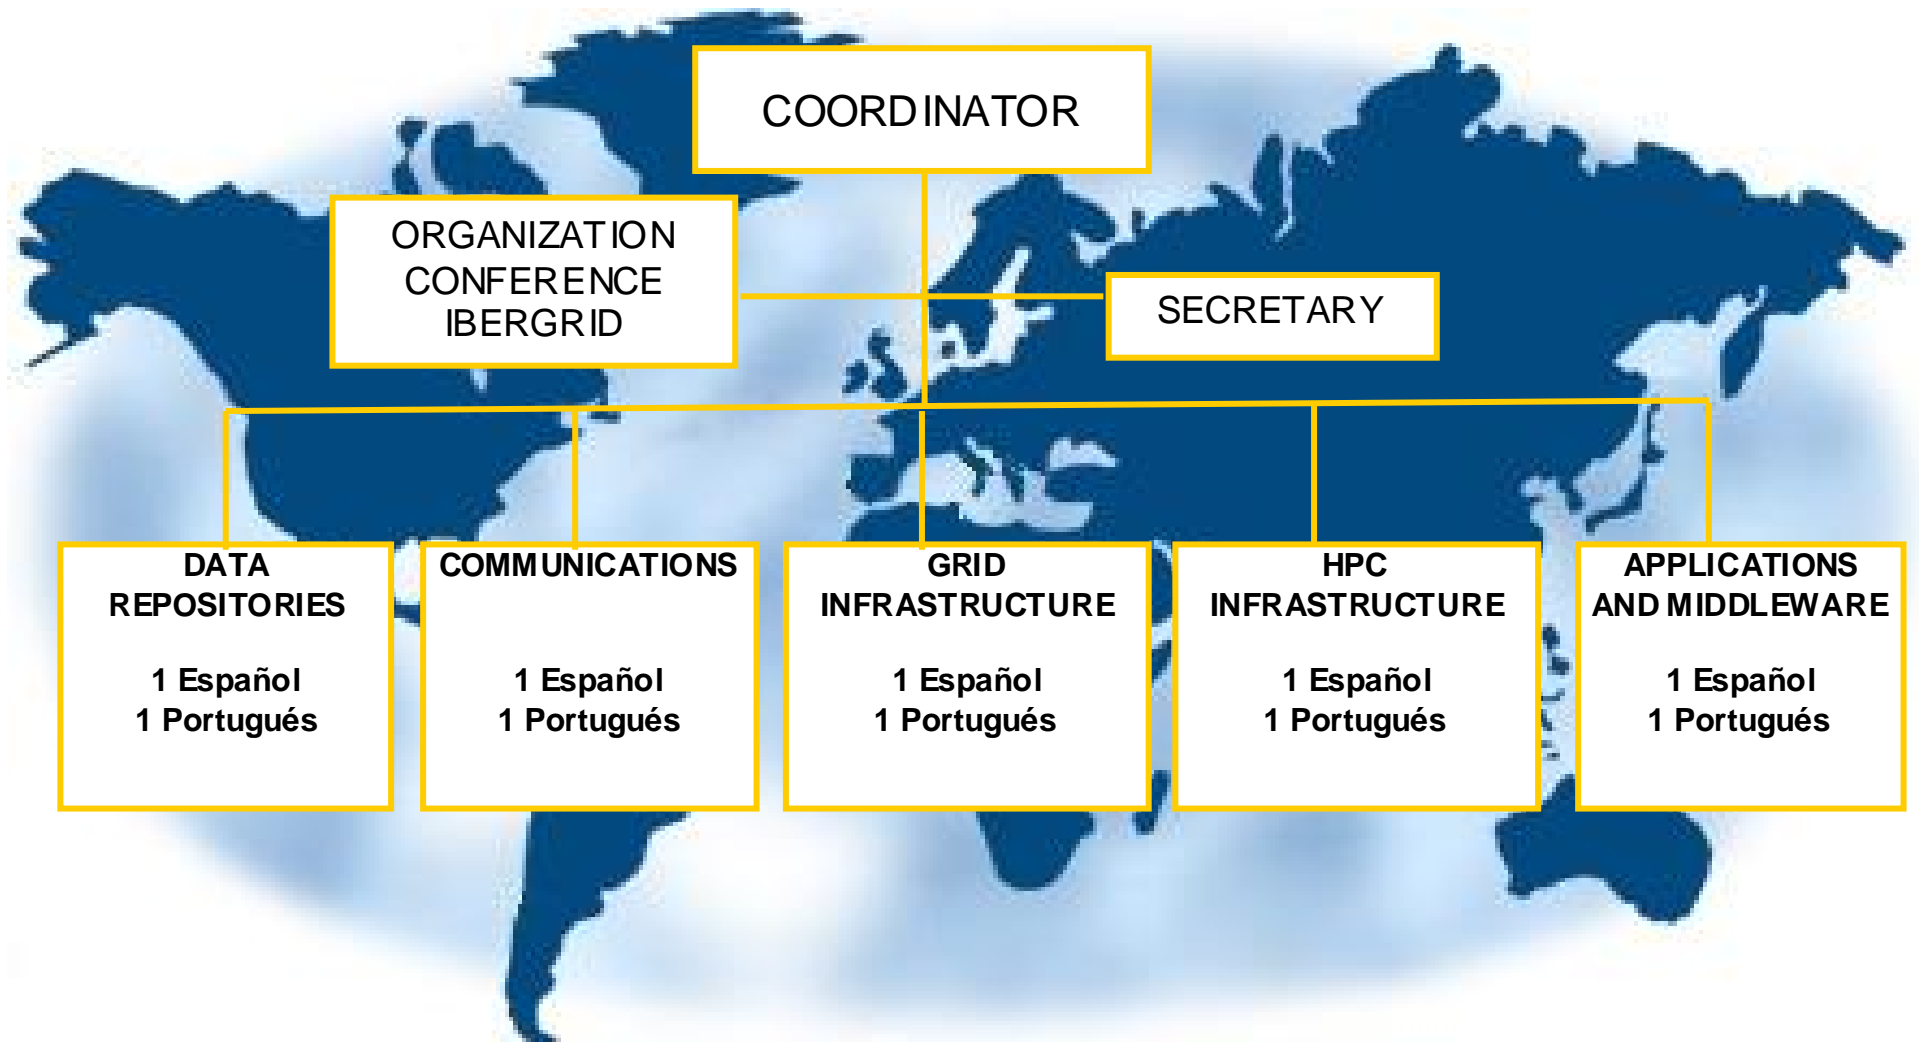 COORDINATOR
ORGANIZATION
CONFERENCE
IBERGRID
SECRETARY
DATA
REPOSITORIES
1 Español
1 Portugués
COMMUNICATIONS
1 Español
1 Portugués
GRID
INFRASTRUCTURE
1 Español
1 Portugués
HPC
INFRASTRUCTURE
1 Español
1 Portugués
APPLICATIONS
AND MIDDLEWARE
1 Español
1 Portugués